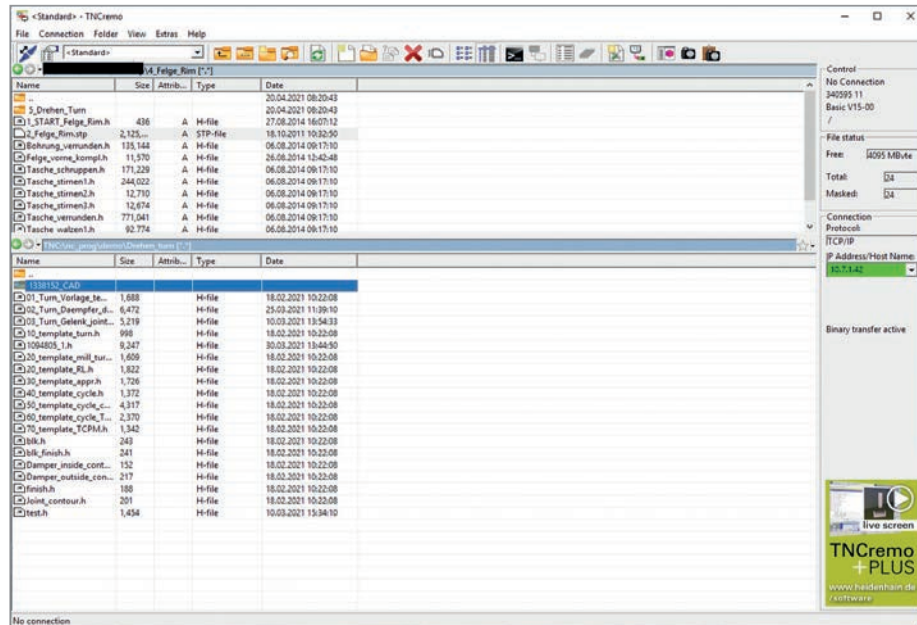 <Standard> - TNCremo
File Connection Folder View Extras Help
<Standard>
\4_Felge_Rim [*.*]
Name Size Attrib... Type Date
.. 20.04.2021 08:20:43
5_Drehen_Turn 20.04.2021 08:20:43
1_START_Felge_Rim.h 436 A H-file 27.08.2014 16:07:12
2_Felge_Rim.stp 2,125,... A STP-file 18.10.2011 10:32:50
Bohrung_verrunden.h 135,144 A H-file 06.08.2014 09:17:10
Felge_vorne_kompl.h 11,570 A H-file 26.08.2014 12:42:48
Tasche_schruppen.h 171,229 A H-file 06.08.2014 09:17:10
Tasche_stirnen1.h 244,022 A H-file 06.08.2014 09:17:10
Tasche_stirnen2.h 12,710 A H-file 06.08.2014 09:17:10
Tasche_stirnen3.h 12,674 A H-file 06.08.2014 09:17:10
Tasche_verrunden.h 771,041 A H-file 06.08.2014 09:17:10
Tasche walzen1.h 92,774 A H-file 06.08.2014 09:17:10
TNC:\nc_prog\demo\Drehen_turn [*.*]
Name Size Attrib... Type Date
..
1338152_CAD
01_Turn_Vorlage_te... 1,688 H-file 18.02.2021 10:22:08
02_Turn_Daempfer_d... 6,472 H-file 25.03.2021 11:39:10
03_Turn_Gelenk_joint... 5,219 H-file 10.03.2021 13:54:33
10_template_turn.h 998 H-file 18.02.2021 10:22:08
1094805_1.h 9,247 H-file 30.03.2021 13:44:50
20_template_mill_tur... 1,609 H-file 18.02.2021 10:22:08
20_template_RL.h 1,822 H-file 18.02.2021 10:22:08
30_template_appr.h 1,726 H-file 18.02.2021 10:22:08
40_template_cycle.h 1,372 H-file 18.02.2021 10:22:08
50_template_cycle_c... 4,317 H-file 18.02.2021 10:22:08
60_template_cycle_T... 2,370 H-file 18.02.2021 10:22:08
70_template_TCPM.h 1,342 H-file 18.02.2021 10:22:08
blk.h 243 H-file 18.02.2021 10:22:08
blk_finish.h 241 H-file 18.02.2021 10:22:08
Damper_inside_cont... 152 H-file 18.02.2021 10:22:08
Damper_outside_con... 217 H-file 18.02.2021 10:22:08
finish.h 188 H-file 18.02.2021 10:22:08
Joint_contour.h 201 H-file 18.02.2021 10:22:08
test.h 1,454 H-file 10.03.2021 15:34:10
Control
No Connection
340595 11
Basic V15-00
/
File status
Free: 4095 MByte
Total: 24
Masked: 24
Connection
Protocol:
TCP/IP
IP Address/Host Name:
10.7.1.42
Binary transfer active
live screen
TNCremo
+PLUS
www.heidenhain.de
/software
No connection